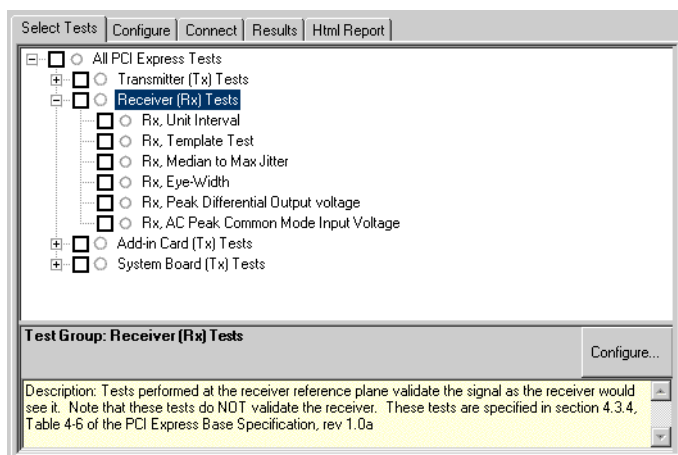 Select Tests Configure Connect Results Html Report
All PCI Express Tests
Transmitter (Tx) Tests
Receiver (Rx) Tests
Rx, Unit Interval
Rx, Template Test
Rx, Median to Max Jitter
Rx, Eye-Width
Rx, Peak Differential Output voltage
Rx, AC Peak Common Mode Input Voltage
Add-in Card (Tx) Tests
System Board (Tx) Tests
Test Group: Receiver (Rx) Tests
Configure...
Description: Tests performed at the receiver reference plane validate the signal as the receiver would
see it. Note that these tests do NOT validate the receiver. These tests are specified in section 4.3.4,
Table 4-6 of the PCI Express Base Specification, rev 1.0a